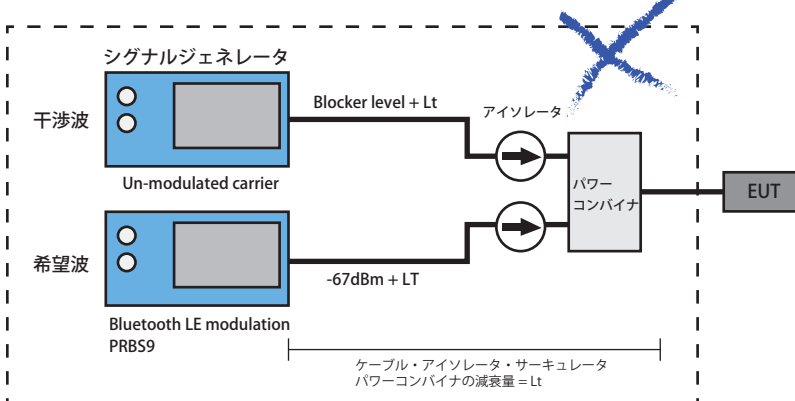 シグナルジェネレータ
干渉波
Blocker level + Lt
アイソレータ
Un-modulated carrier
パワー
コンバイナ
EUT
希望波
-67dBm + LT
Bluetooth LE modulation
PRBS9
ケーブル・アイソレータ・サーキュレータ
パワーコンバイナの減衰量 = Lt